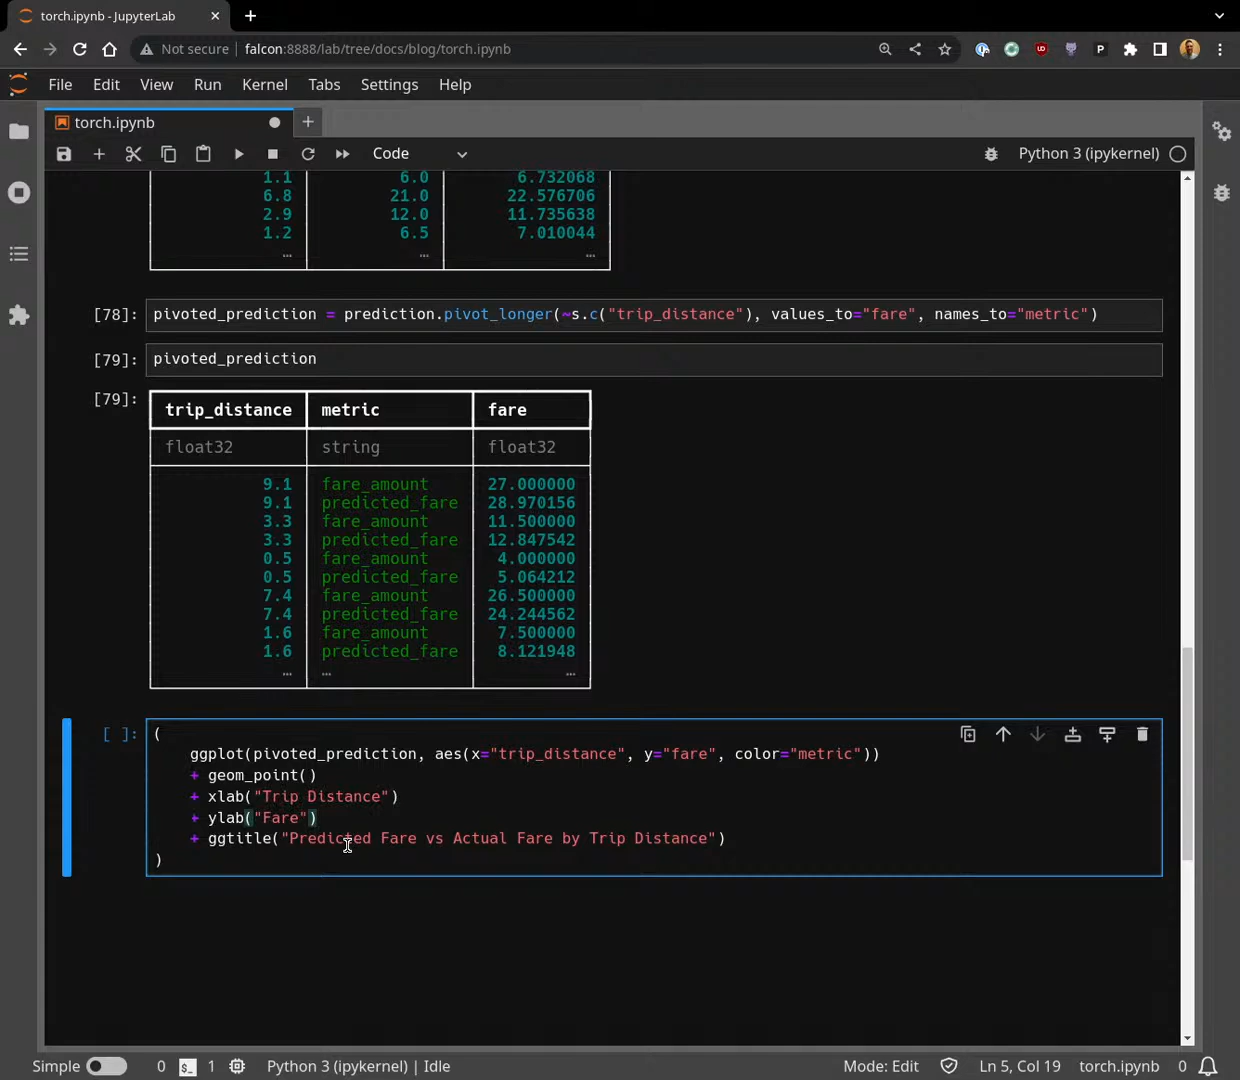 torch.ipynb - JupyterLab
Not secure | falcon:8888/lab/tree/docs/blog/torch.ipynb
File Edit View Run Kernel Tabs Settings Help
torch.ipynb
Code Python 3 (ipykernel)
1.1 6.0 6.732068
6.8 21.0 22.576706
2.9 12.0 11.735638
1.2 6.5 7.010044
… … …
[78]: pivoted_prediction = prediction.pivot_longer(~s.c("trip_distance"), values_to="fare", names_to="metric")
[79]: pivoted_prediction
[79]:
trip_distance metric fare
float32 string float32
9.1 fare_amount 27.000000
9.1 predicted_fare 28.970156
3.3 fare_amount 11.500000
3.3 predicted_fare 12.847542
0.5 fare_amount 4.000000
0.5 predicted_fare 5.064212
7.4 fare_amount 26.500000
7.4 predicted_fare 24.244562
1.6 fare_amount 7.500000
1.6 predicted_fare 8.121948
… … …
[ ]: (
ggplot(pivoted_prediction, aes(x="trip_distance", y="fare", color="metric"))
+ geom_point()
+ xlab("Trip Distance")
+ ylab("Fare")
+ ggtitle("Predicted Fare vs Actual Fare by Trip Distance")
)
Simple 0 $_ 1 Python 3 (ipykernel) | Idle Mode: Edit Ln 5, Col 19 torch.ipynb 0